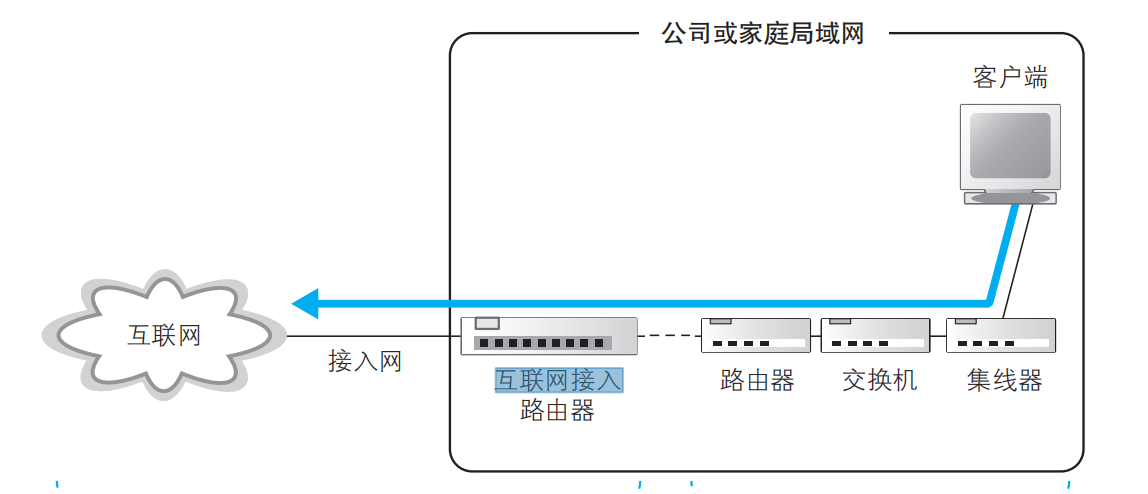 公司或家庭局域网
客户端
互联网
接入网
互联网接入
路由器
路由器
交换机
集线器